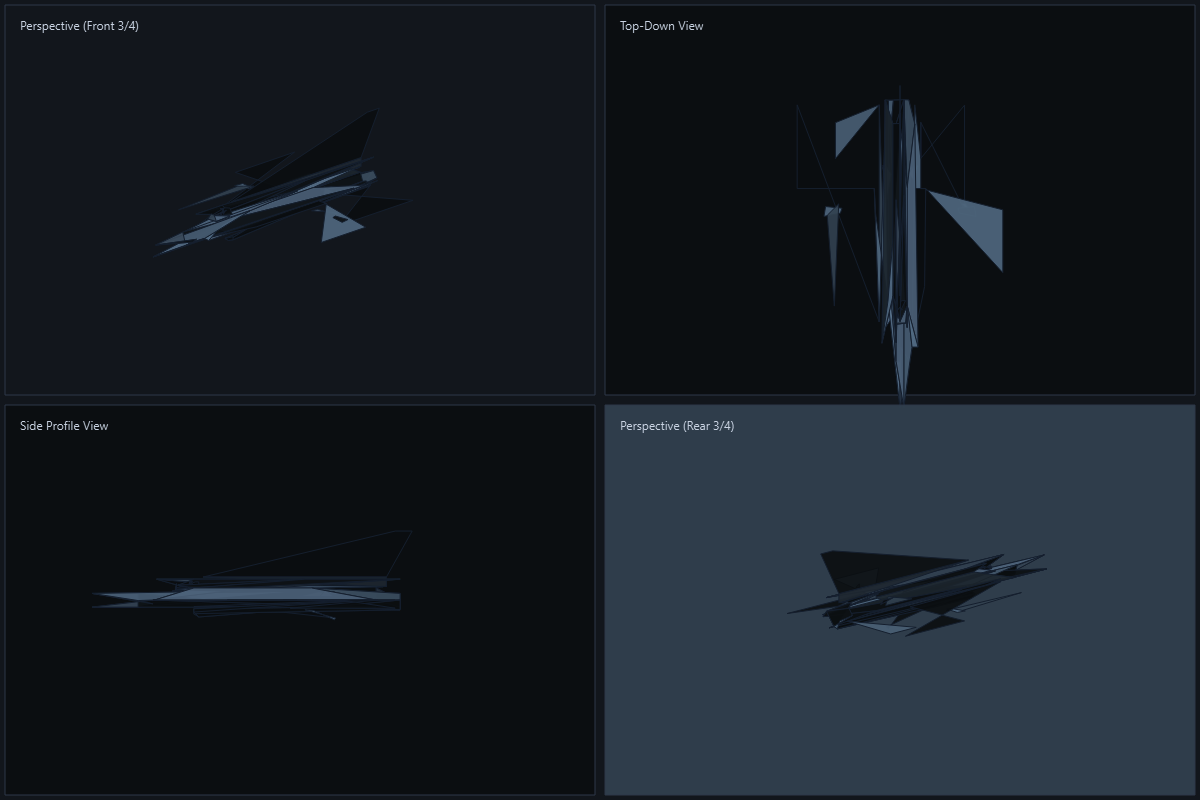 Perspective (Front 3/4)
Top-Down View
Side Profile View
Perspective (Rear 3/4)